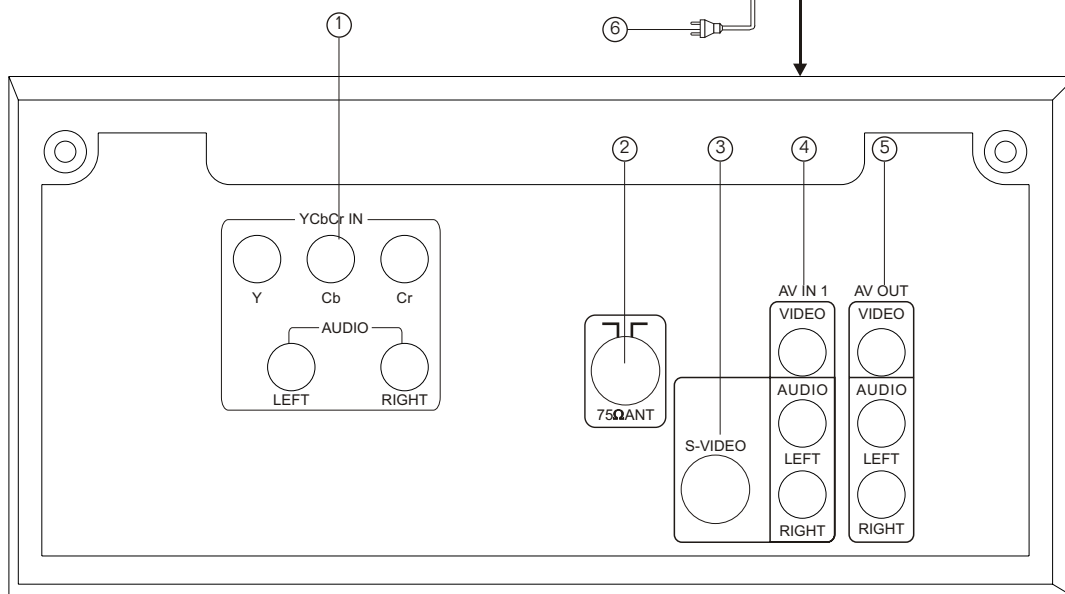 1
6
2
3
4
5
YCbCr IN
Y
Cb
Cr
AUDIO
LEFT
RIGHT
75ΩANT
S-VIDEO
AV IN 1
VIDEO
AUDIO
LEFT
RIGHT
AV OUT
VIDEO
AUDIO
LEFT
RIGHT